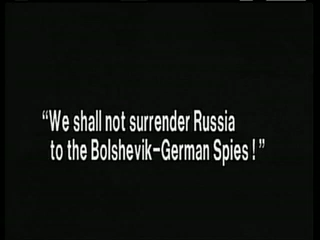 “We shall not surrender Russia
to the Bolshevik-German Spies!”